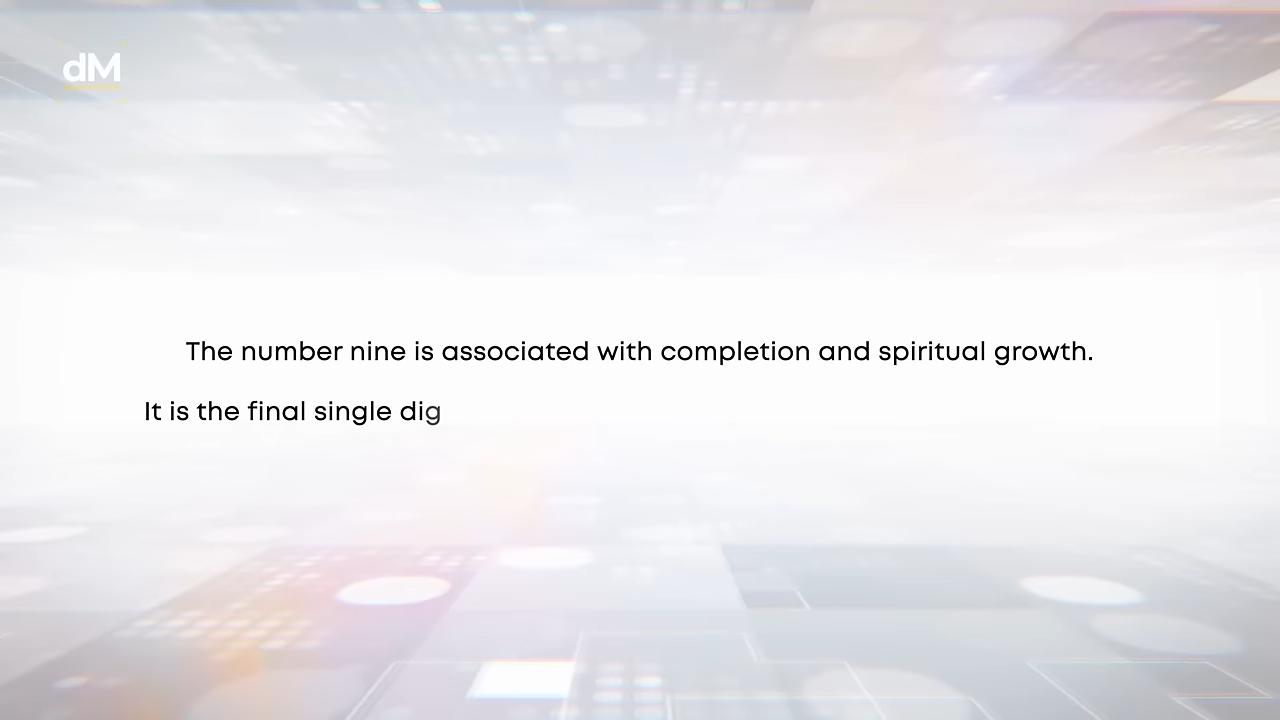 dM
The number nine is associated with completion and spiritual growth.
It is the final single dig